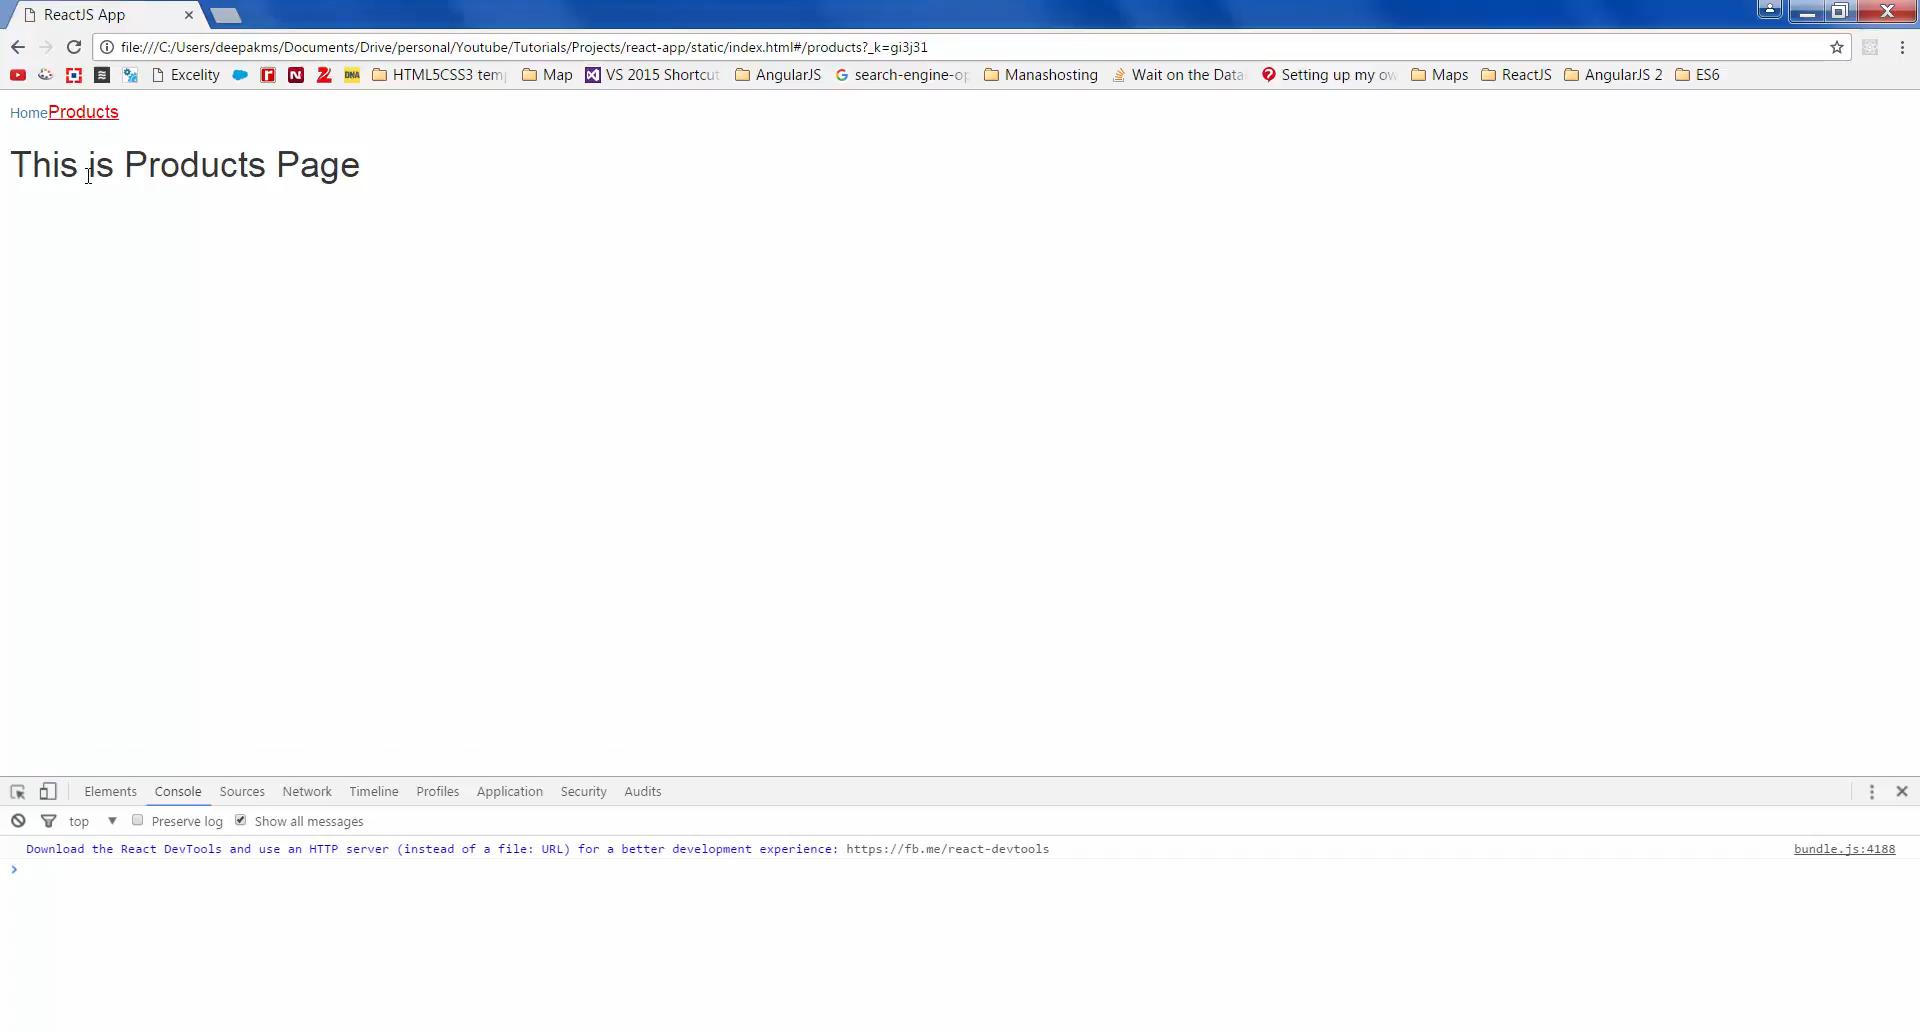 ReactJS App
file:///C:/Users/deepakms/Documents/Drive/personal/Youtube/Tutorials/Projects/react-app/static/index.html#/products?_k=gi3j31
Excelity DNA HTML5CSS3 tem Map VS 2015 Shortcut AngularJS search-engine-op Manashosting Wait on the Data Setting up my ow Maps ReactJS AngularJS 2 ES6
HomeProducts
This is Products Page
Elements Console Sources Network Timeline Profiles Application Security Audits
top Preserve log Show all messages
Download the React DevTools and use an HTTP server (instead of a file: URL) for a better development experience: https://fb.me/react-devtools bundle.js:4188